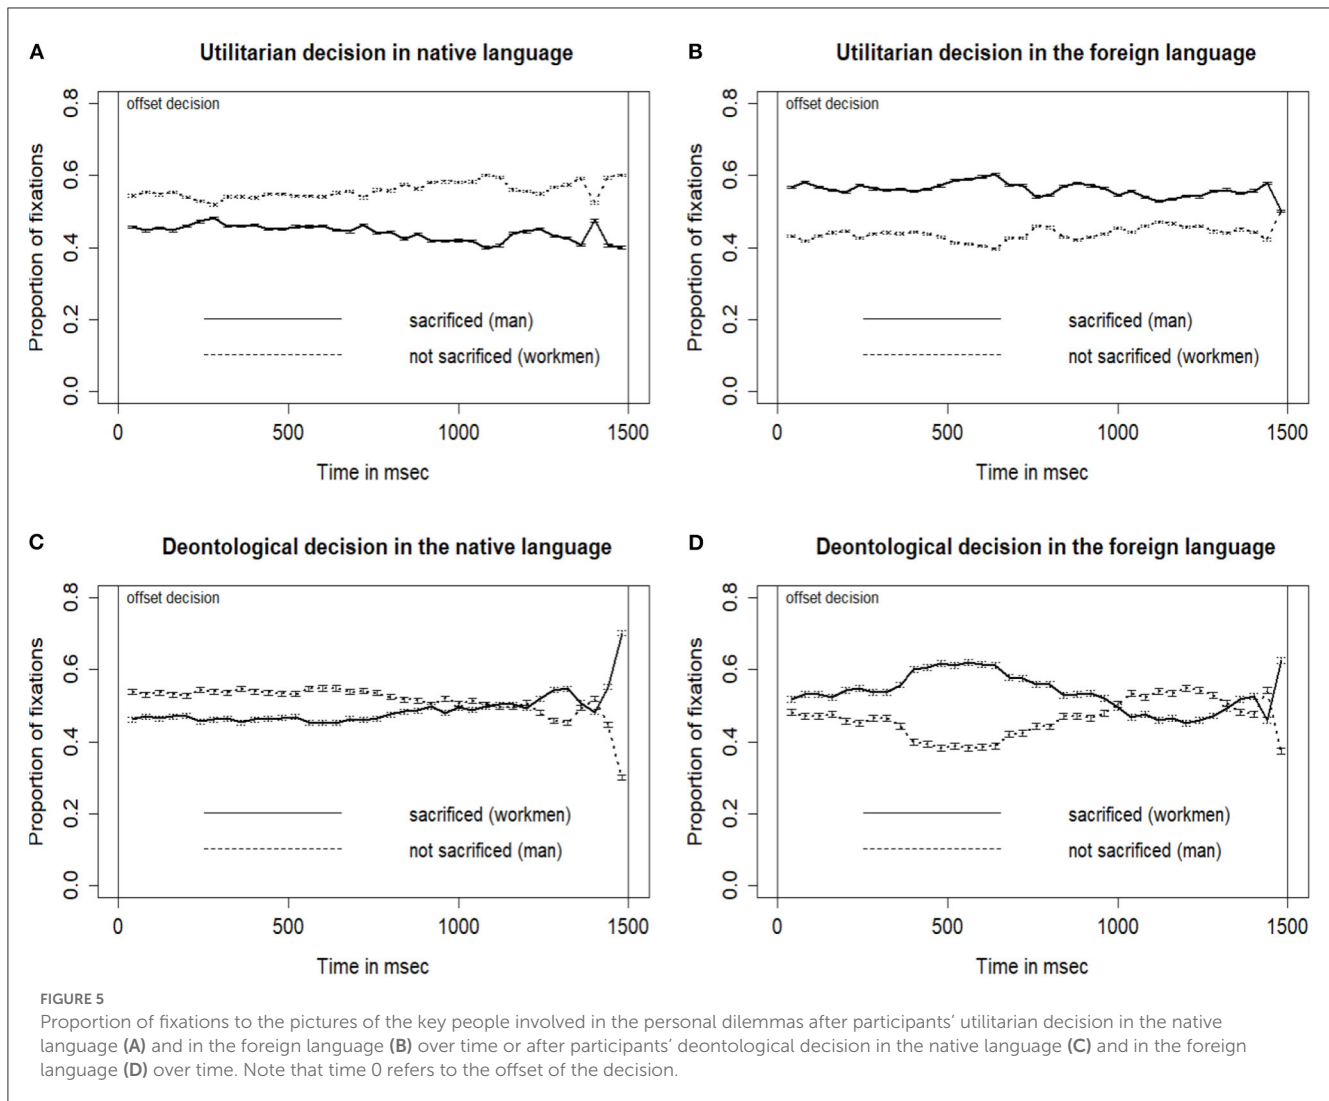 A
Utilitarian decision in native language
offset decision
Proportion of fixations
0.0
0.2
0.4
0.6
0.8
sacrificed (man)
not sacrificed (workmen)
0
500
1000
1500
Time in msec
B
Utilitarian decision in the foreign language
offset decision
Proportion of fixations
0.0
0.2
0.4
0.6
0.8
sacrificed (man)
not sacrificed (workmen)
0
500
1000
1500
Time in msec
C
Deontological decision in the native language
offset decision
Proportion of fixations
0.0
0.2
0.4
0.6
0.8
sacrificed (workmen)
not sacrificed (man)
0
500
1000
1500
Time in msec
D
Deontological decision in the foreign language
offset decision
Proportion of fixations
0.0
0.2
0.4
0.6
0.8
sacrificed (workmen)
not sacrificed (man)
0
500
1000
1500
Time in msec
FIGURE 5
Proportion of fixations to the pictures of the key people involved in the personal dilemmas after participants' utilitarian decision in the native
language (A) and in the foreign language (B) over time or after participants' deontological decision in the native language (C) and in the foreign
language (D) over time. Note that time 0 refers to the offset of the decision.